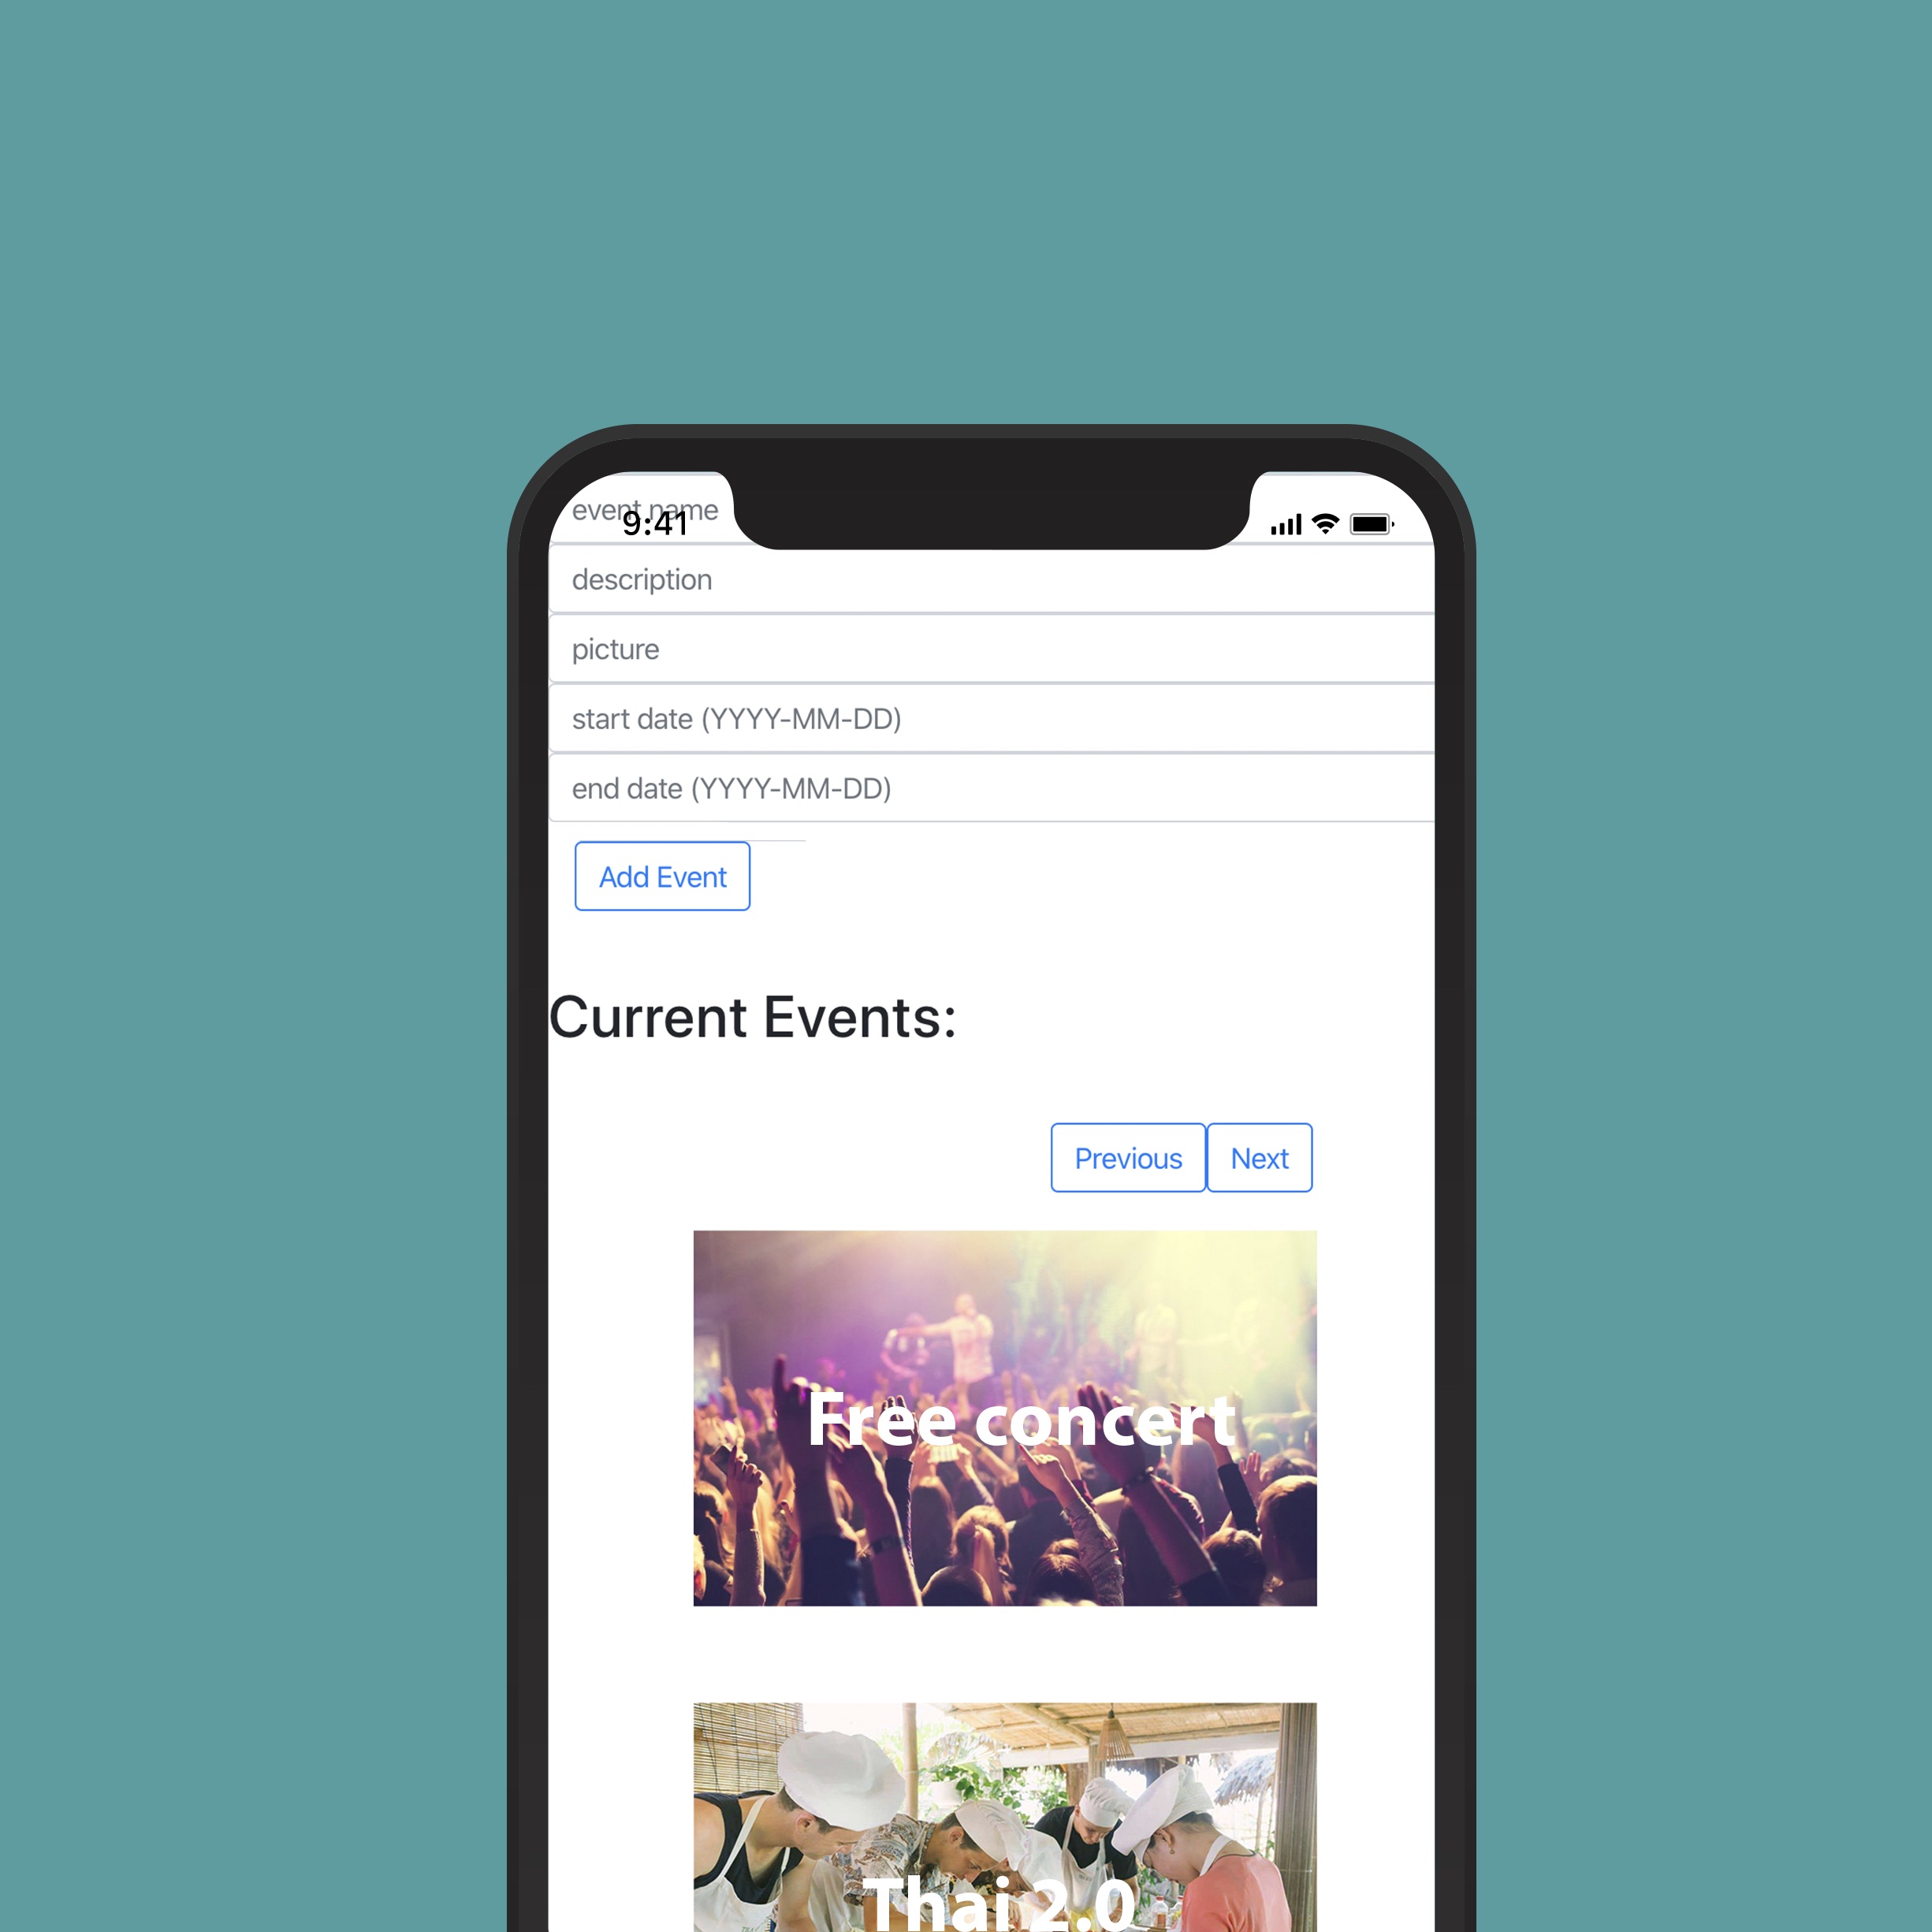 event name
9:41
description
picture
start date (YYYY-MM-DD)
end date (YYYY-MM-DD)
Add Event
Current Events:
Previous Next
Free concert
Thai 2.0